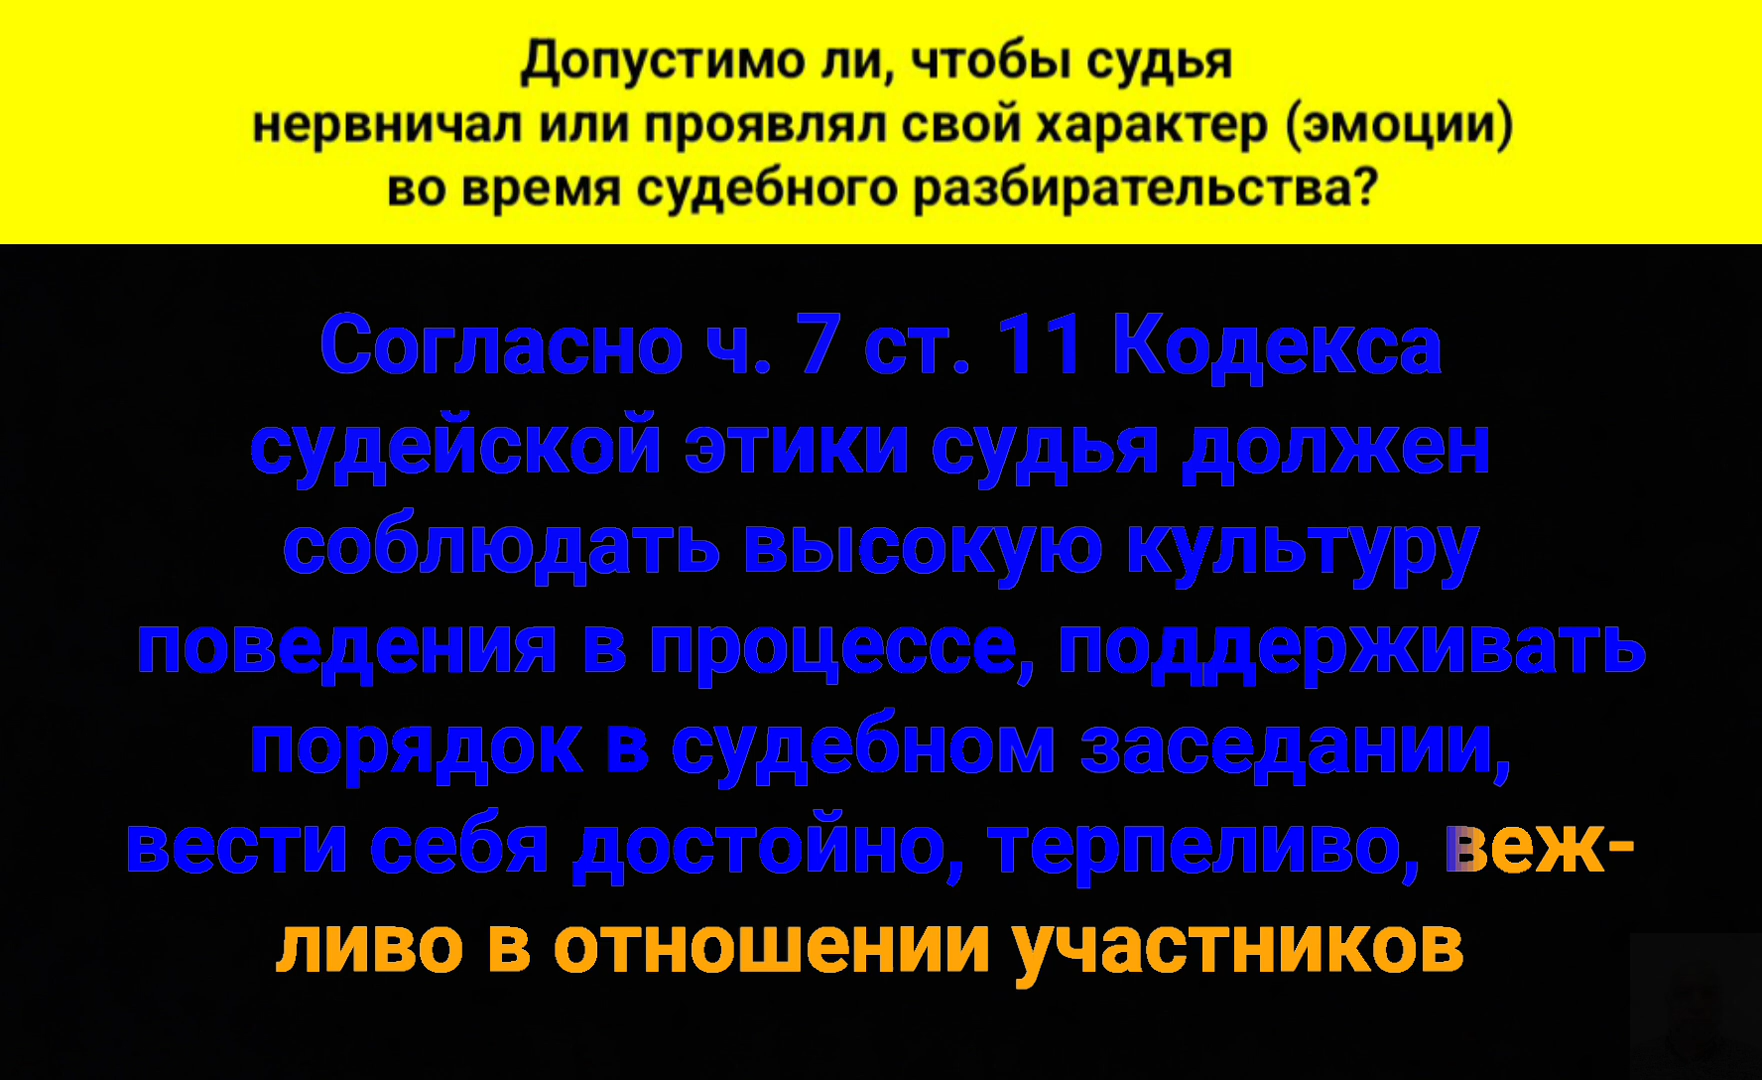 Допустимо ли, чтобы судья
нервничал или проявлял свой характер (эмоции)
во время судебного разбирательства?
Согласно ч. 7 ст. 11 Кодекса
судейской этики судья должен
соблюдать высокую культуру
поведения в процессе, поддерживать
порядок в судебном заседании,
вести себя достойно, терпеливо, веж-
ливо в отношении участников